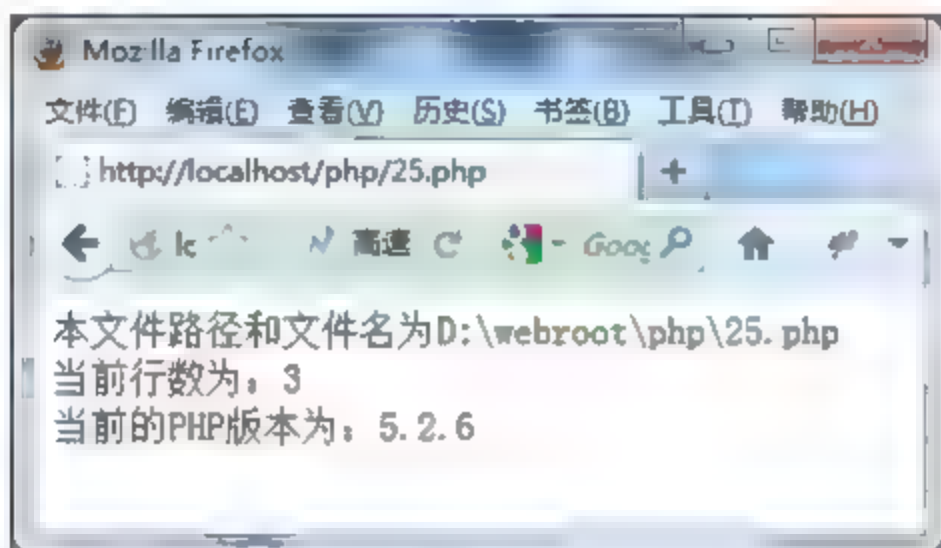 Mozilla Firefox
文件(F) 编辑(E) 查看(V) 历史(S) 书签(B) 工具(T) 帮助(H)
http://localhost/php/25.php
高速
本文件路径和文件名为D:\webroot\php\25.php
当前行数为：3
当前的PHP版本为：5.2.6